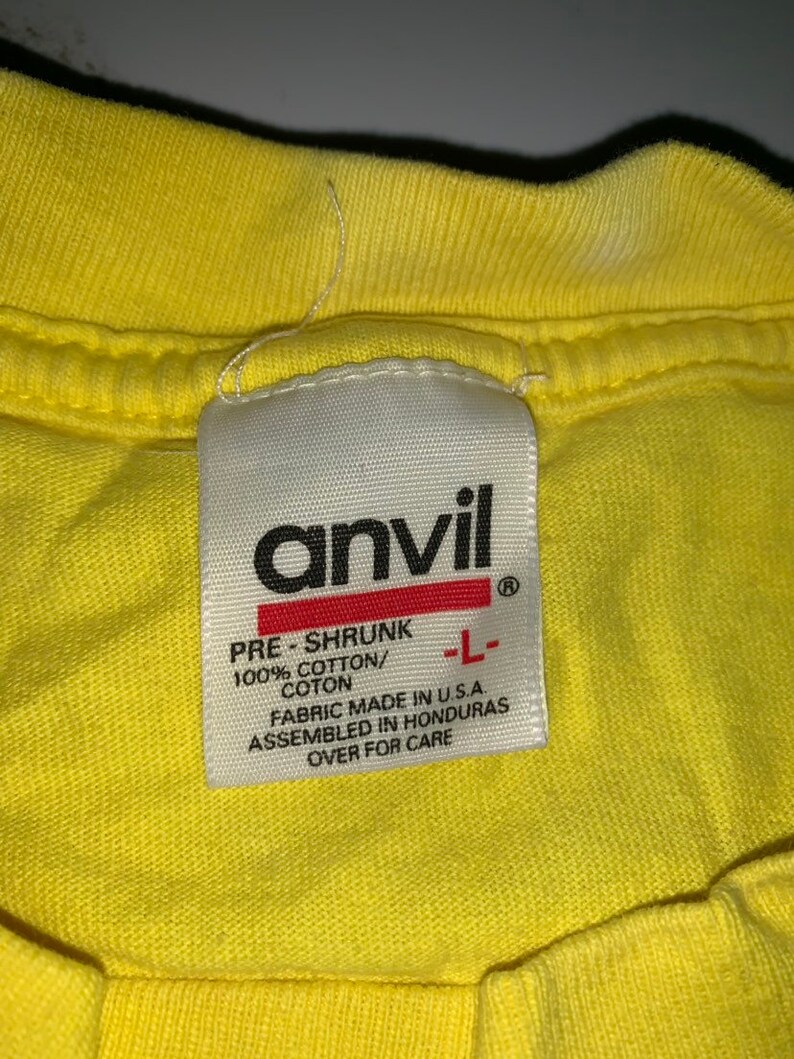 anvil®
PRE - SHRUNK
-L-
100% COTTON/
COTON
FABRIC MADE IN U.S.A.
ASSEMBLED IN HONDURAS
OVER FOR CARE